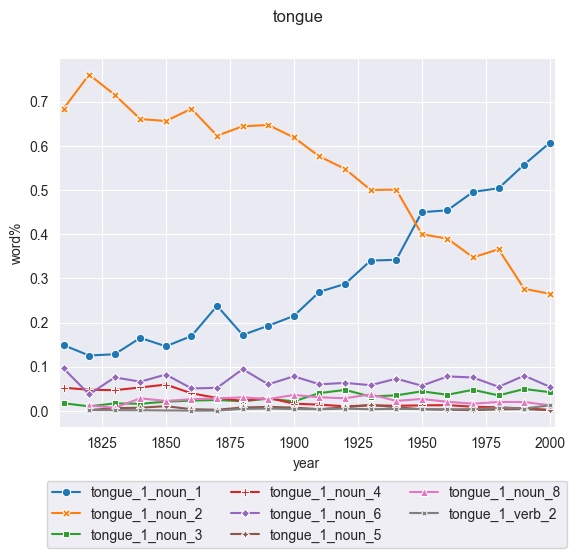 tongue
0.7
0.6
0.5
0.4
0.3
0.2
0.1
0.0
word%
1825 1850 1875 1900 1925 1950 1975 2000
year
tongue_1_noun_1 tongue_1_noun_4 tongue_1_noun_8
tongue_1_noun_2 tongue_1_noun_6 tongue_1_verb_2
tongue_1_noun_3 tongue_1_noun_5